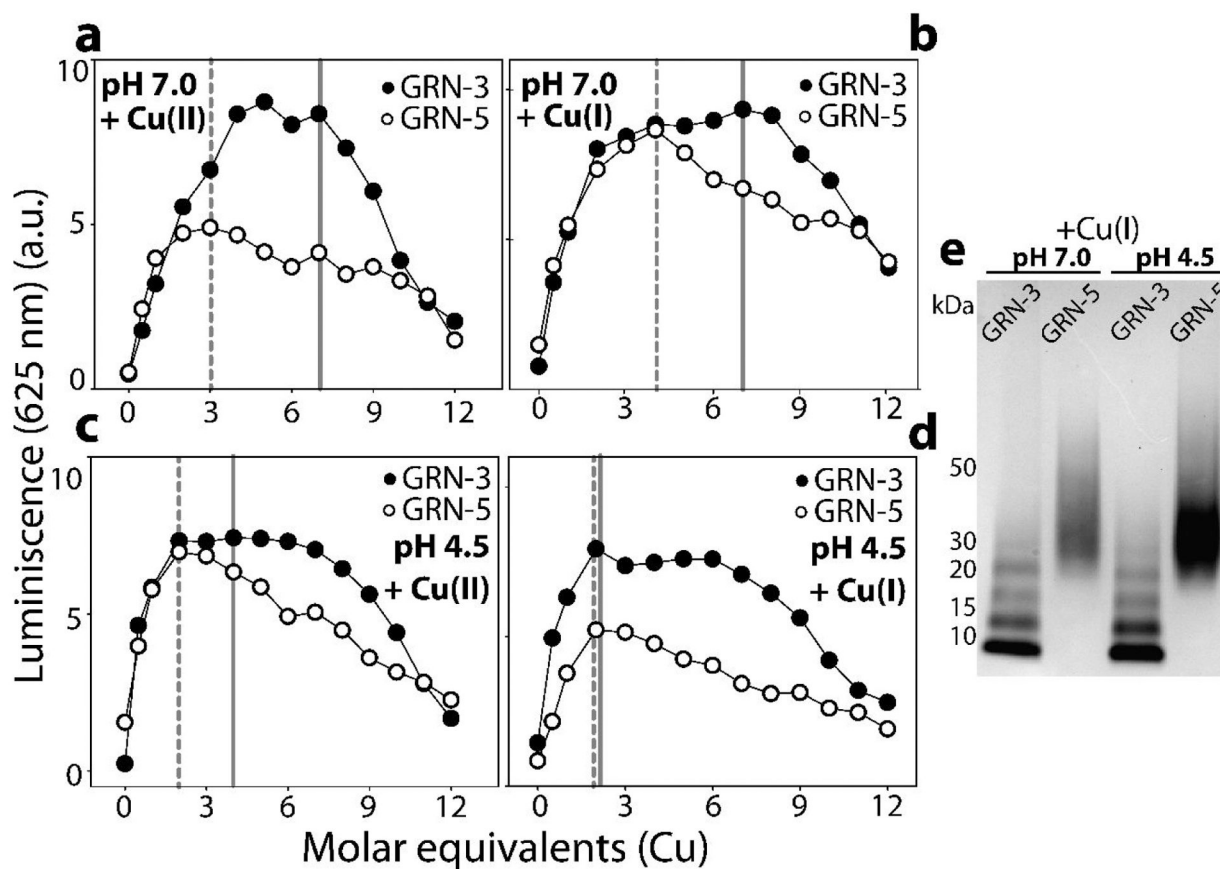 a
pH 7.0
+ Cu(II)
GRN-3
GRN-5
10
5
0
0 3 6 9 12
b
pH 7.0
+ Cu(I)
GRN-3
GRN-5
0 3 6 9 12
c
GRN-3
GRN-5
pH 4.5
+ Cu(II)
10
5
0
0 3 6 9 12
d
GRN-3
GRN-5
pH 4.5
+ Cu(I)
0 3 6 9 12
Luminiscence (625 nm) (a.u.)
Molar equivalents (Cu)
e
+Cu(I)
pH 7.0 pH 4.5
kDa
GRN-3 GRN-5 GRN-3 GRN-5
50
30
20
15
10